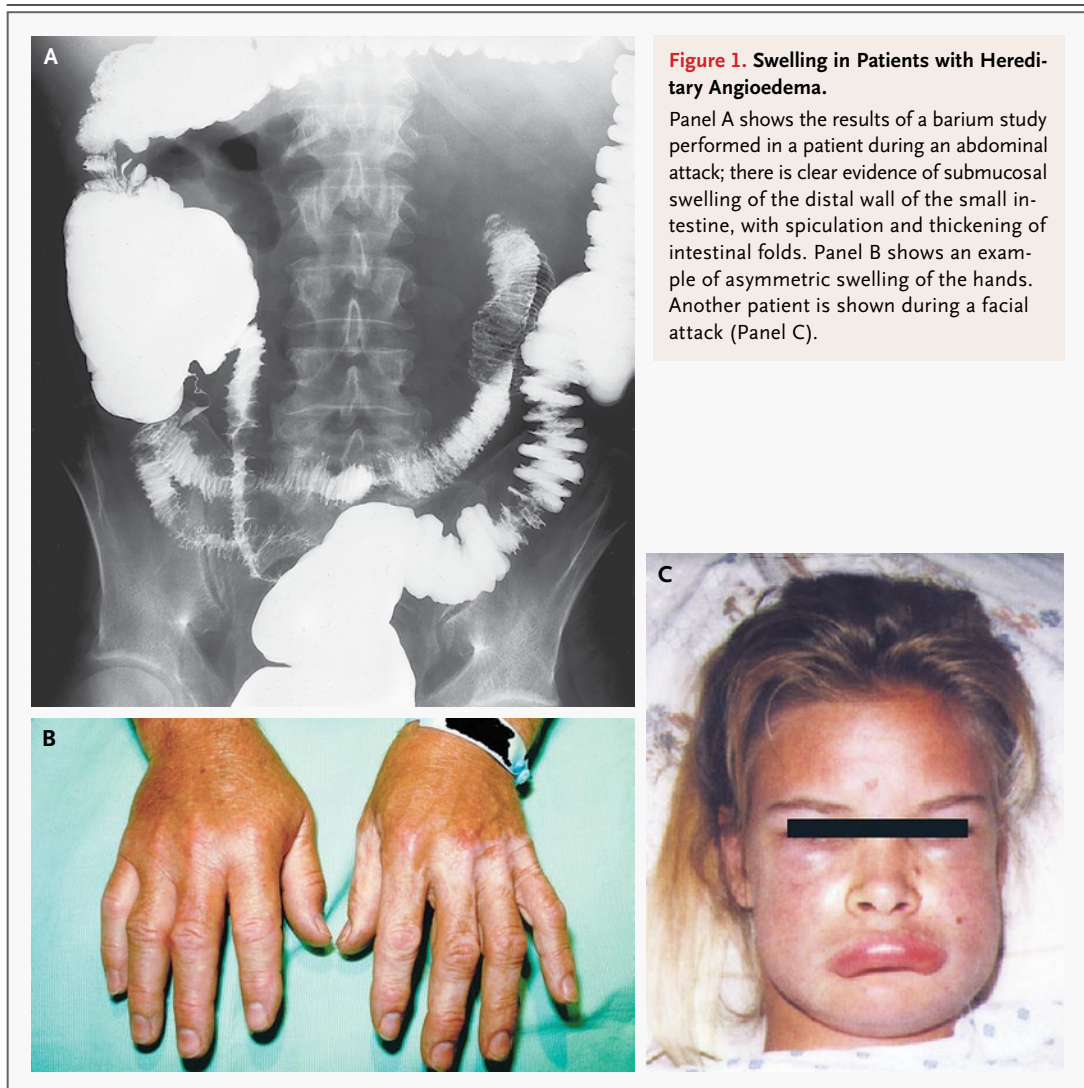 A
Figure 1. Swelling in Patients with Heredi-
tary Angioedema.
Panel A shows the results of a barium study
performed in a patient during an abdominal
attack; there is clear evidence of submucosal
swelling of the distal wall of the small in-
testine, with spiculation and thickening of
intestinal folds. Panel B shows an exam-
ple of asymmetric swelling of the hands.
Another patient is shown during a facial
attack (Panel C).
B
C